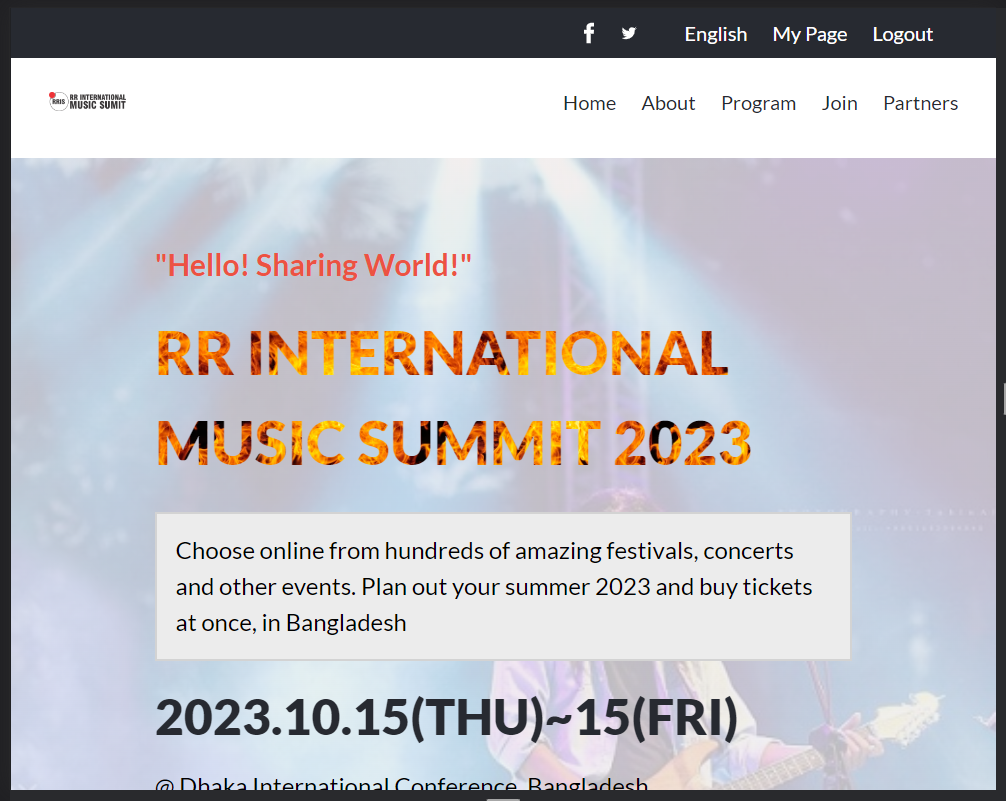 English My Page Logout
RRIS RR INTERNATIONAL
MUSIC SUMIT
Home About Program Join Partners
"Hello! Sharing World!"
RR INTERNATIONAL
MUSIC SUMMIT 2023
Choose online from hundreds of amazing festivals, concerts
and other events. Plan out your summer 2023 and buy tickets
at once, in Bangladesh
2023.10.15(THU)~15(FRI)
@ Dhaka International Conference, Bangladesh